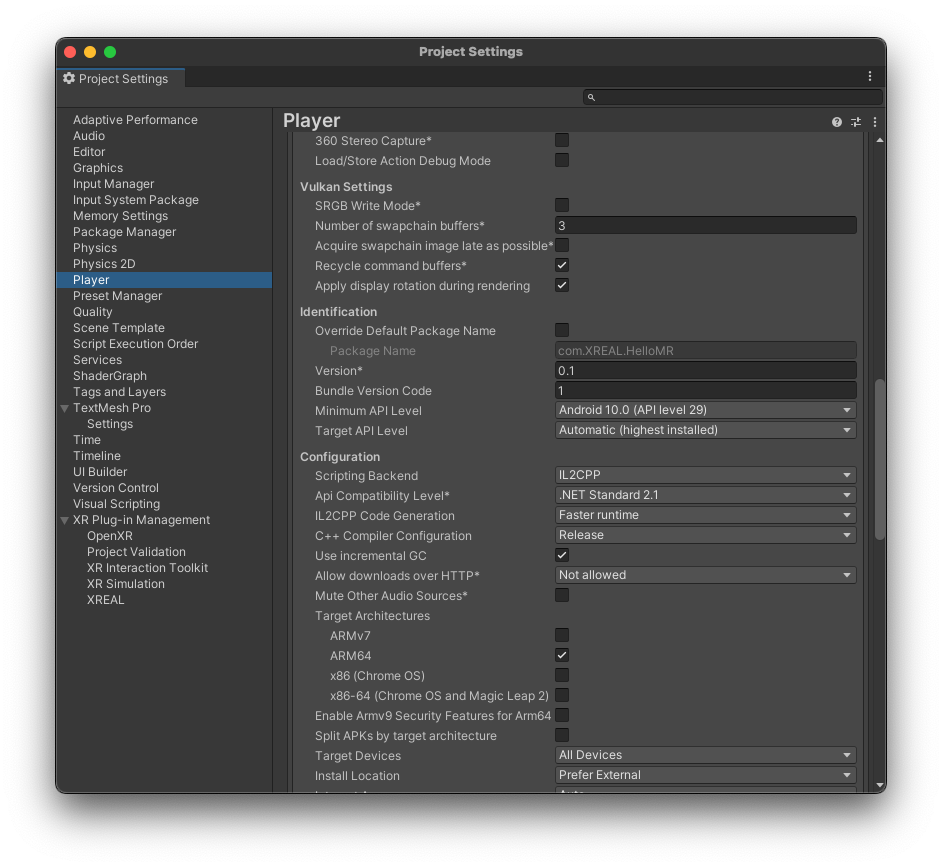 Project Settings
Project Settings
Adaptive Performance
Audio
Editor
Graphics
Input Manager
Input System Package
Memory Settings
Package Manager
Physics
Physics 2D
Player
Preset Manager
Quality
Scene Template
Script Execution Order
Services
ShaderGraph
Tags and Layers
TextMesh Pro
Settings
Time
Timeline
UI Builder
Version Control
Visual Scripting
XR Plug-in Management
OpenXR
Project Validation
XR Interaction Toolkit
XR Simulation
XREAL
Player
360 Stereo Capture*
Load/Store Action Debug Mode
Vulkan Settings
SRGB Write Mode*
Number of swapchain buffers* 3
Acquire swapchain image late as possible*
Recycle command buffers*
Apply display rotation during rendering
Identification
Override Default Package Name
Package Name com.XREAL.HelloMR
Version* 0.1
Bundle Version Code 1
Minimum API Level Android 10.0 (API level 29)
Target API Level Automatic (highest installed)
Configuration
Scripting Backend IL2CPP
Api Compatibility Level* .NET Standard 2.1
IL2CPP Code Generation Faster runtime
C++ Compiler Configuration Release
Use incremental GC
Allow downloads over HTTP* Not allowed
Mute Other Audio Sources*
Target Architectures
ARMv7
ARM64
x86 (Chrome OS)
x86-64 (Chrome OS and Magic Leap 2)
Enable Armv9 Security Features for Arm64
Split APKs by target architecture
Target Devices All Devices
Install Location Prefer External